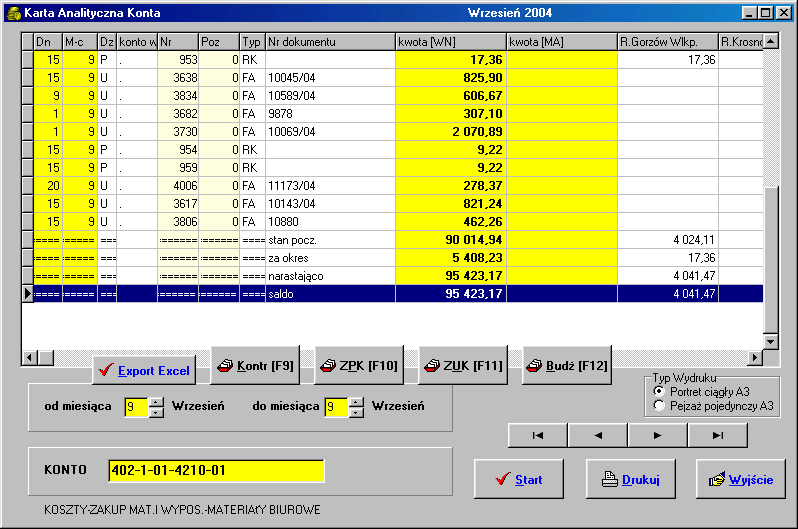 Karta Analityczna Konta Wrzesień 2004
Dn M-c Dz konto w Nr Poz Typ Nr dokumentu kwota [WN] kwota [MA] R.Gorzów Wlkp. R.Krosno
15 9 P . 953 0 RK 17,36 17,36
15 9 U . 3638 0 FA 10045/04 825,90
9 9 U . 3834 0 FA 10589/04 606,67
1 9 U . 3682 0 FA 9878 307,10
1 9 U . 3730 0 FA 10069/04 2 070,89
15 9 P . 954 0 RK 9,22
15 9 P . 959 0 RK 9,22
20 9 U . 4006 0 FA 11173/04 278,37
15 9 U . 3617 0 FA 10143/04 821,24
15 9 U . 3806 0 FA 10880 462,26
===== ====== === ====== ====== ==== stan pocz. 90 014,94 4 024,11
===== ====== === ====== ====== ==== za okres 5 408,23 17,36
===== ====== === ====== ====== ==== narastająco 95 423,17 4 041,47
===== ====== === ====== ====== ==== saldo 95 423,17 4 041,47
Export Excel Kontr [F9] ZPK [F10] ZUK [F11] Budż [F12]
Typ Wydruku
Portret ciągły A3
Pejzaż pojedynczy A3
od miesiąca 9 Wrzesień do miesiąca 9 Wrzesień
KONTO 402-1-01-4210-01
Start Drukuj Wyjście
KOSZTY-ZAKUP MAT.I WYPOS.-MATERIAłY BIUROWE